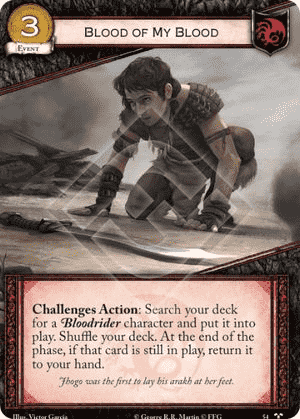 3
BLOOD OF MY BLOOD
EVENT
Challenges Action: Search your deck
for a Bloodrider character and put it into
play. Shuffle your deck. At the end of the
phase, if that card is still in play, return it
to your hand.
Jhogo was the first to lay his arakh at her feet.
Illus. Victor García
© George R.R. Martin © FFG
54